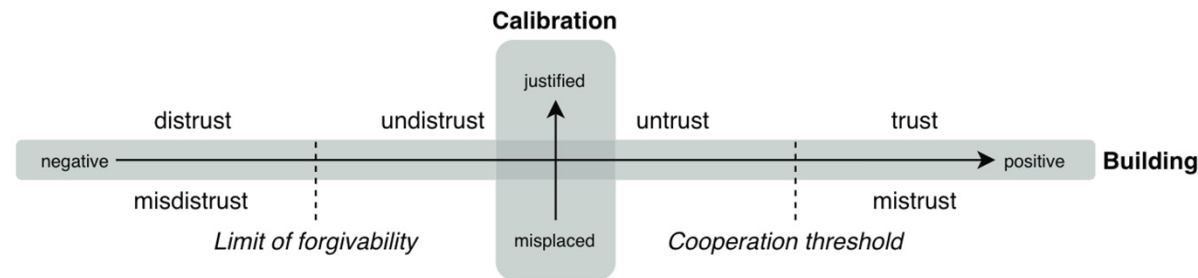 Calibration
justified
distrust undistrust untrust trust
negative positive Building
misdistrust mistrust
Limit of forgivability misplaced Cooperation threshold